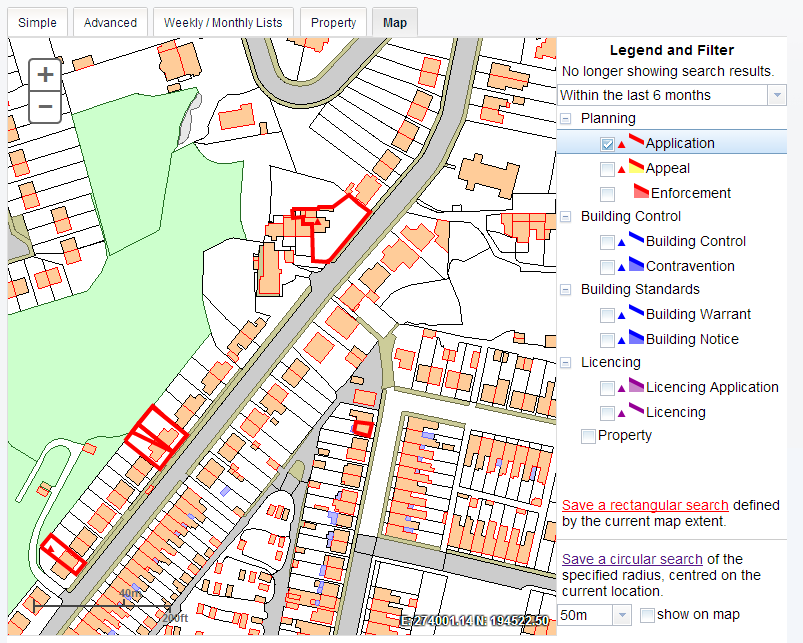 Simple
Advanced
Weekly / Monthly Lists
Property
Map
+
−
40m
200ft
E: 274001.14 N: 194522.50
Legend and Filter
No longer showing search results.
Within the last 6 months
Planning
Application
Appeal
Enforcement
Building Control
Building Control
Contravention
Building Standards
Building Warrant
Building Notice
Licencing
Licencing Application
Licencing
Property
Save a rectangular search defined
by the current map extent.
Save a circular search of the
specified radius, centred on the
current location.
50m
show on map